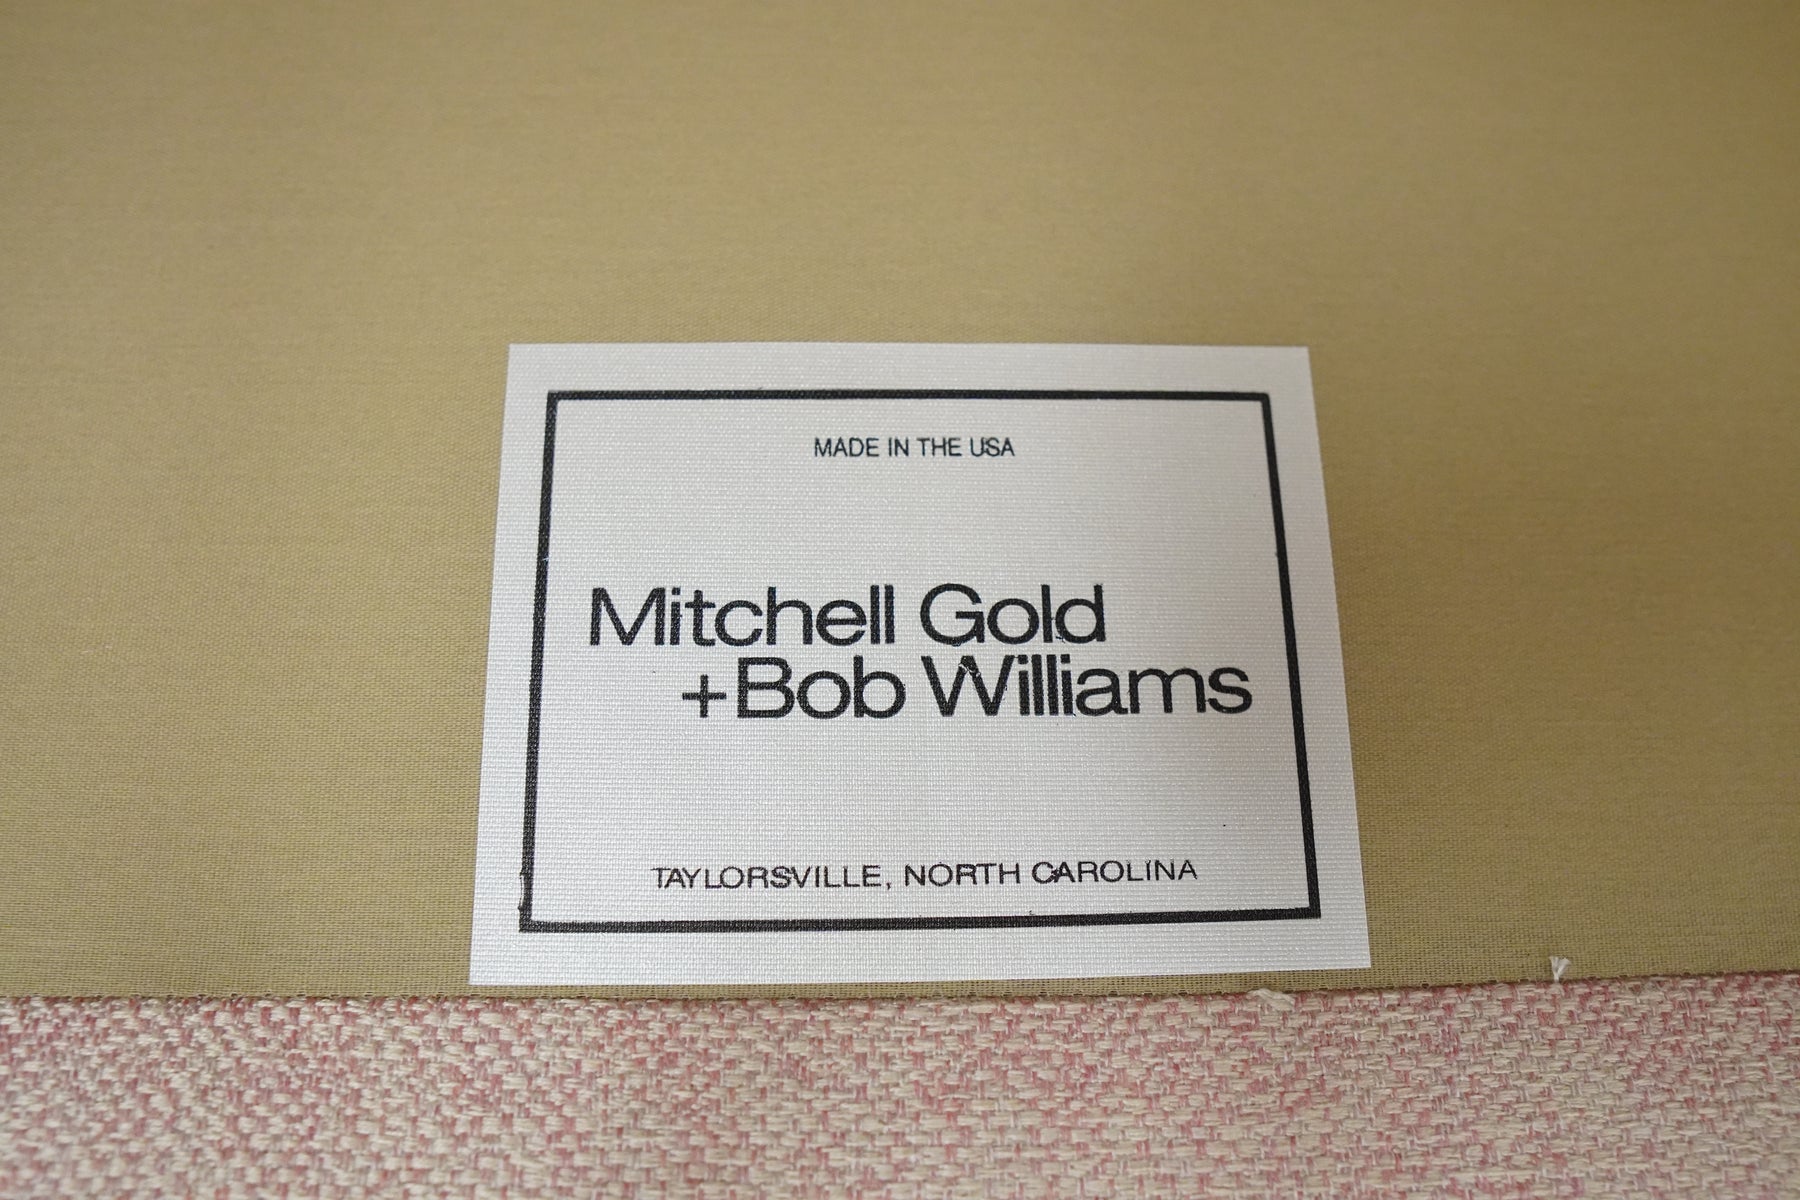 MADE IN THE USA
Mitchell Gold
+Bob Williams
TAYLORSVILLE, NORTH CAROLINA